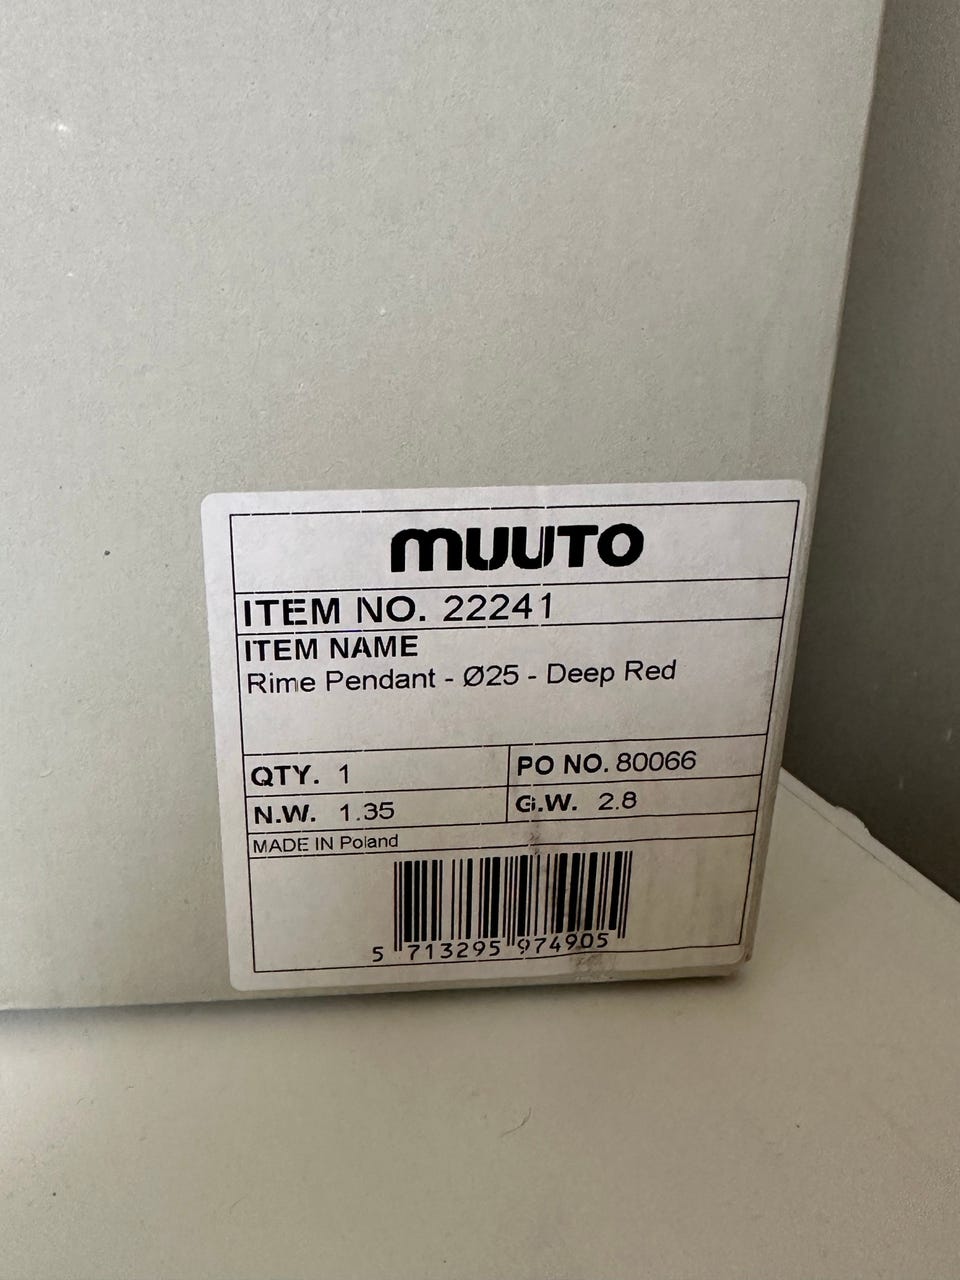 MUUTO
ITEM NO. 22241
ITEM NAME
Rime Pendant - Ø25 - Deep Red
QTY. 1 PO NO. 80066
N.W. 1.35 G.W. 2.8
MADE IN Poland
5 713295 974905